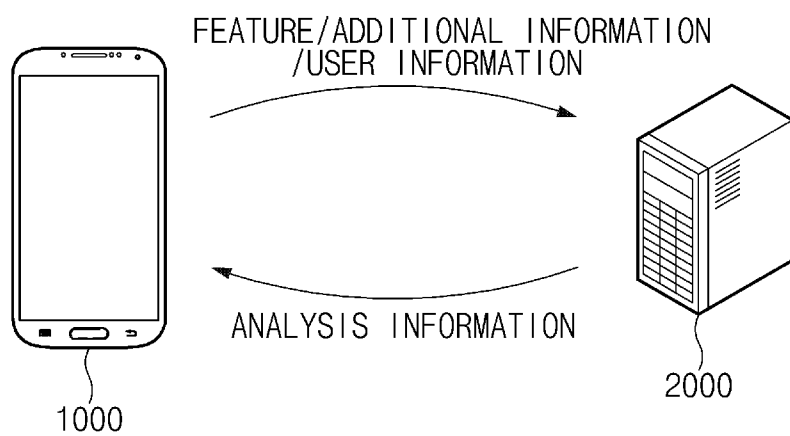 FEATURE/ADDITIONAL INFORMATION
/USER INFORMATION
ANALYSIS INFORMATION
1000
2000